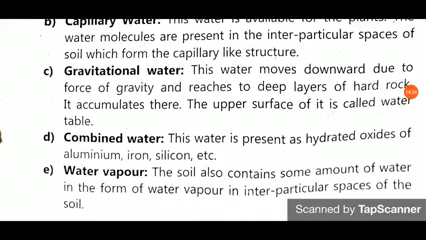 b) Capillary Water: This water is available for the plants. The
water molecules are present in the inter-particular spaces of
soil which form the capillary like structure.
c) Gravitational water: This water moves downward due to
force of gravity and reaches to deep layers of hard rock.
It accumulates there. The upper surface of it is called water
table.
d) Combined water: This water is present as hydrated oxides of
aluminium, iron, silicon, etc.
e) Water vapour: The soil also contains some amount of water
in the form of water vapour in inter-particular spaces of the
soil.
Scanned by TapScanner